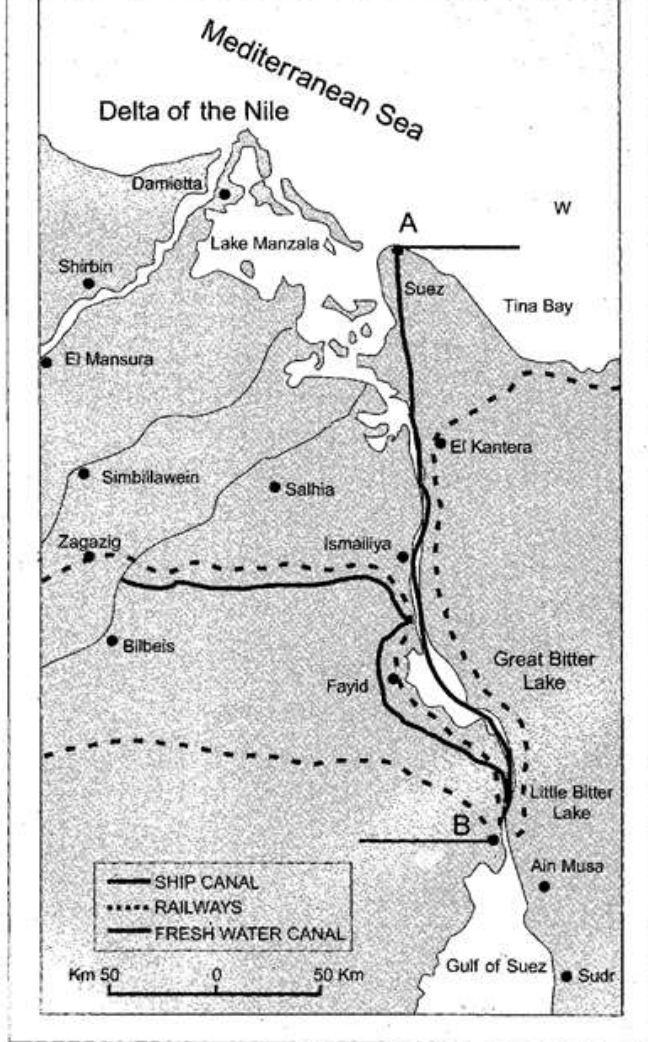 Mediterranean Sea
Delta of the Nile
Damietta
W
A
Lake Manzala
Shirbin
Suez
Tina Bay
El Mansura
El Kantera
Simbillawein
Salhia
Zagazig
Ismailiya
Bilbeis
Great Bitter
Lake
Fayid
Little Bitter
Lake
B
Ain Musa
SHIP CANAL
RAILWAYS
FRESH WATER CANAL
Km 50 0 50 Km
Gulf of Suez
Sudr